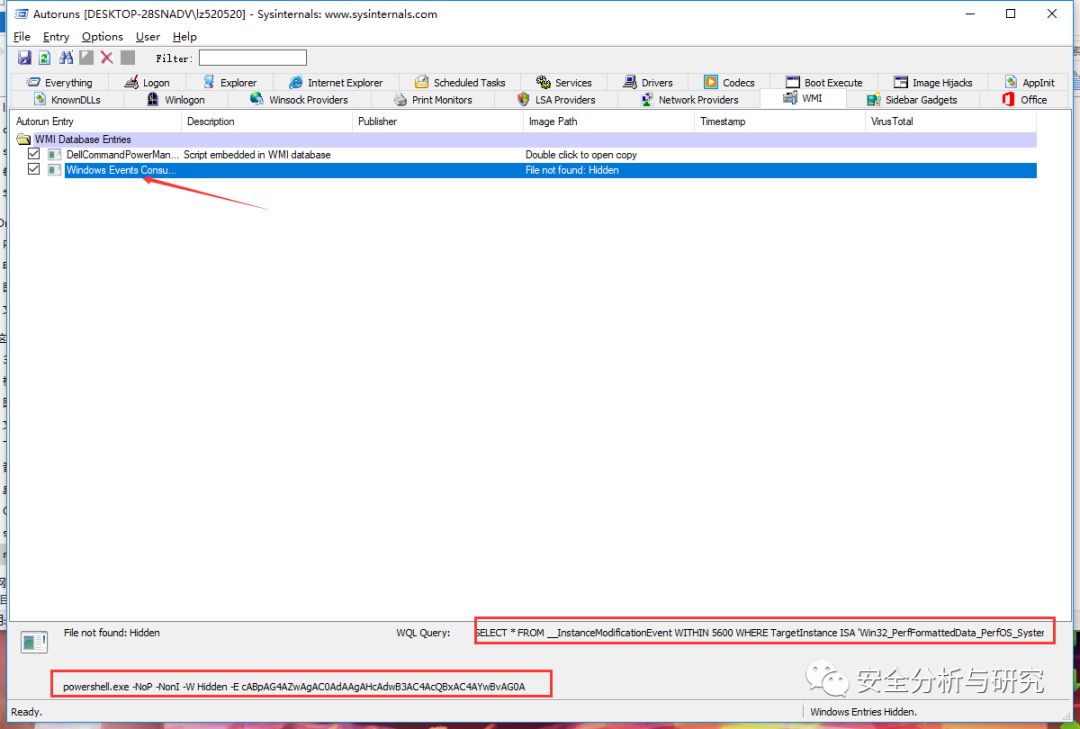 Autoruns [DESKTOP-28SNADV\lz520520] - Sysinternals: www.sysinternals.com
File Entry Options User Help
Filter:
Everything Logon Explorer Internet Explorer Scheduled Tasks Services Drivers Codecs Boot Execute Image Hijacks AppInit
KnownDLLs Winlogon Winsock Providers Print Monitors LSA Providers Network Providers WMI Sidebar Gadgets Office
Autorun Entry Description Publisher Image Path Timestamp VirusTotal
WMI Database Entries
DellCommandPowerMan... Script embedded in WMI database Double click to open copy
Windows Events Consu... File not found: Hidden
File not found: Hidden WQL Query: SELECT * FROM __InstanceModificationEvent WITHIN 5600 WHERE TargetInstance ISA 'Win32_PerfFormattedData_PerfOS_System
powershell.exe -NoP -NonI -W Hidden -E cABpAG4AZwAgAC0AdAAgAHcAdwB3AC4AcQBxAC4AYwBvAG0A
安全分析与研究
Ready. Windows Entries Hidden.